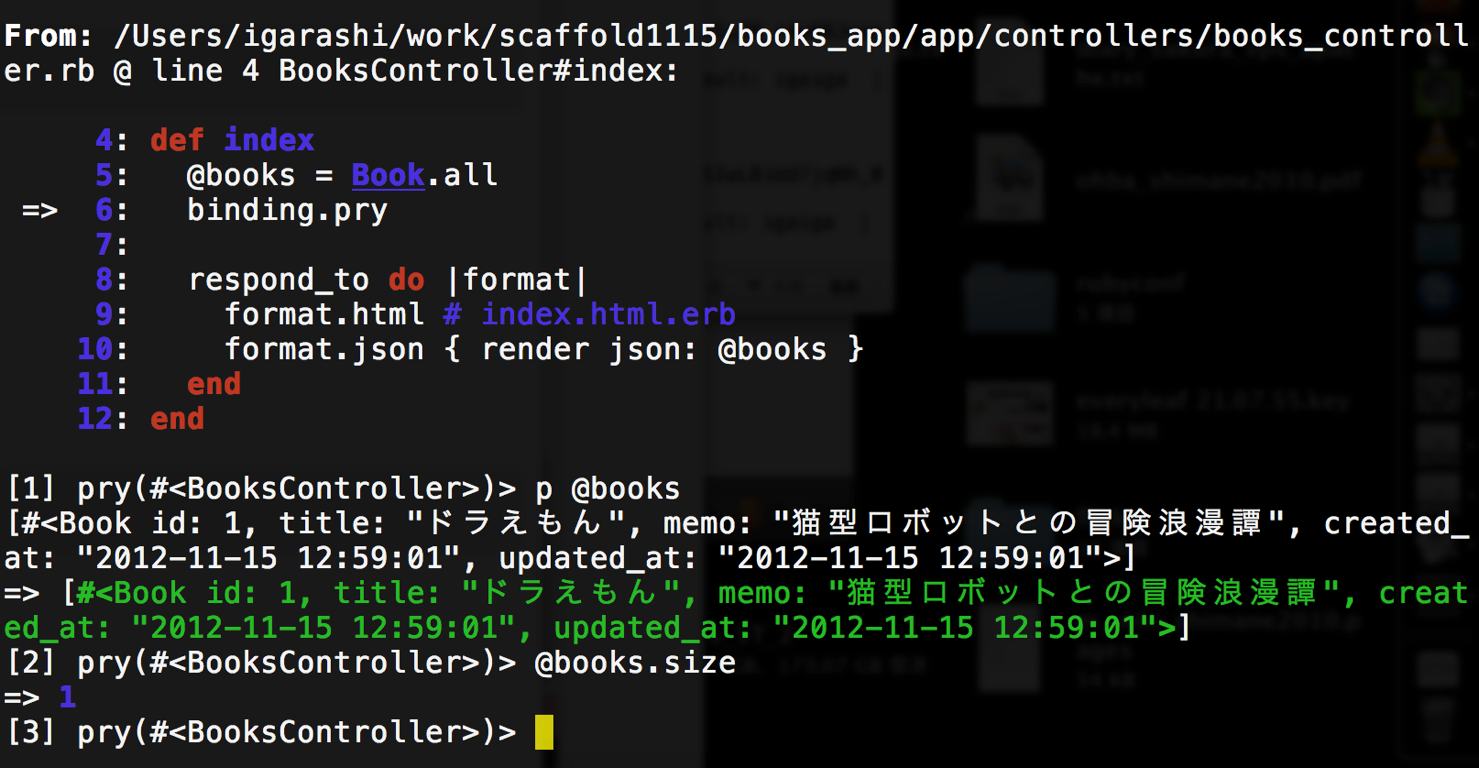 From: /Users/igarashi/work/scaffold1115/books_app/app/controllers/books_controll
er.rb @ line 4 BooksController#index:
4: def index
5: @books = Book.all
=> 6: binding.pry
7:
8: respond_to do |format|
9: format.html # index.html.erb
10: format.json { render json: @books }
11: end
12: end
[1] pry(#<BooksController>)> p @books
[#<Book id: 1, title: "ドラえもん", memo: "猫型ロボットとの冒険浪漫譚", created_
at: "2012-11-15 12:59:01", updated_at: "2012-11-15 12:59:01">]
=> [#<Book id: 1, title: "ドラえもん", memo: "猫型ロボットとの冒険浪漫譚", creat
ed_at: "2012-11-15 12:59:01", updated_at: "2012-11-15 12:59:01">]
[2] pry(#<BooksController>)> @books.size
=> 1
[3] pry(#<BooksController>)>